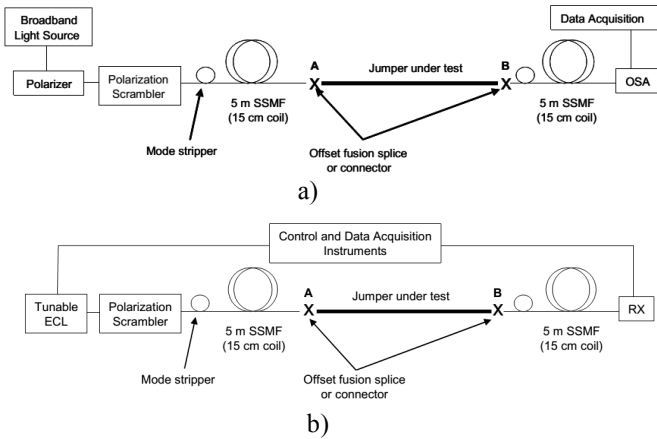 Broadband
Light Source
Data Acquisition
Polarizer
Polarization
Scrambler
A
Jumper under test
B
OSA
5 m SSMF
(15 cm coil)
5 m SSMF
(15 cm coil)
Mode stripper
Offset fusion splice
or connector
a)
Control and Data Acquisition
Instruments
Tunable
ECL
Polarization
Scrambler
A
Jumper under test
B
RX
5 m SSMF
(15 cm coil)
5 m SSMF
(15 cm coil)
Mode stripper
Offset fusion splice
or connector
b)